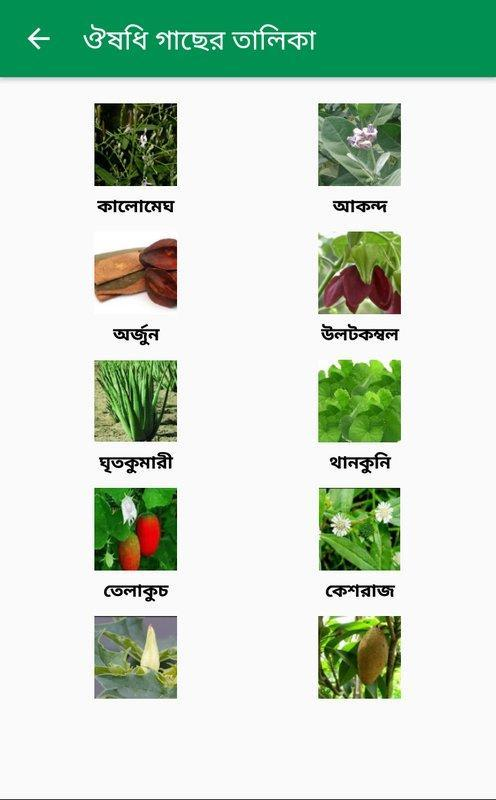 ঔষধি গাছের তালিকা
কালোমেঘ
আকন্দ
অর্জুন
উলটকম্বল
ঘৃতকুমারী
থানকুনি
তেলাকুচ
কেশরাজ